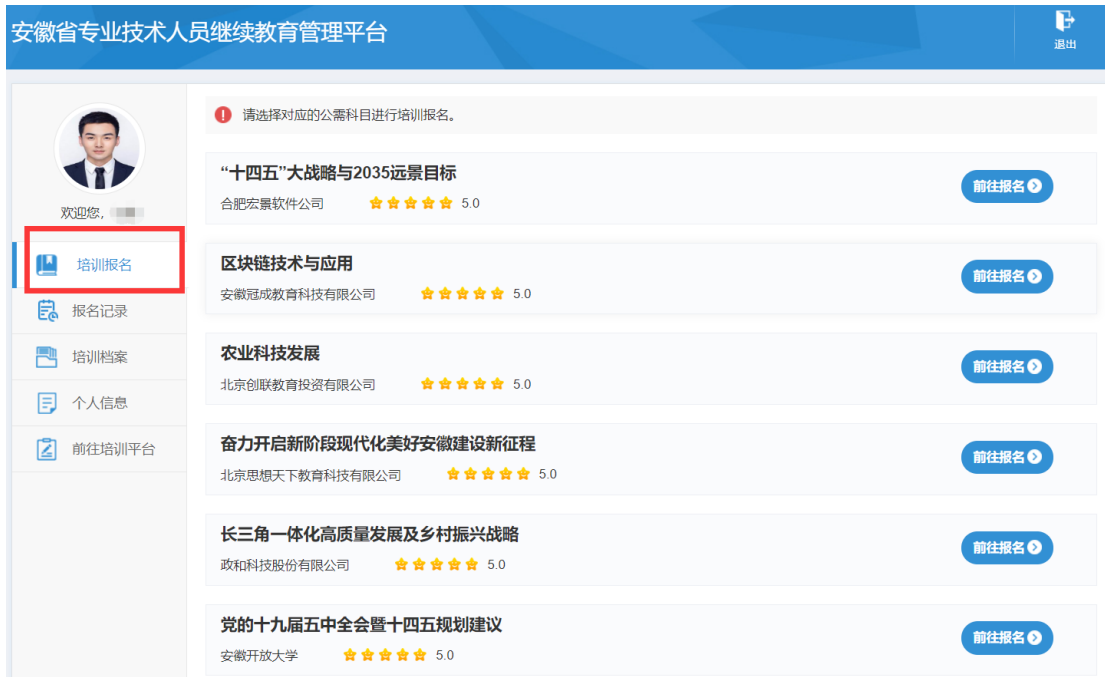 安徽省专业技术人员继续教育管理平台
退出
欢迎您,
培训报名
报名记录
培训档案
个人信息
前往培训平台
请选择对应的公需科目进行培训报名。
“十四五”大战略与2035远景目标
合肥宏景软件公司 5.0
前往报名
区块链技术与应用
安徽冠成教育科技有限公司 5.0
前往报名
农业科技发展
北京创联教育投资有限公司 5.0
前往报名
奋力开启新阶段现代化美好安徽建设新征程
北京思想天下教育科技有限公司 5.0
前往报名
长三角一体化高质量发展及乡村振兴战略
政和科技股份有限公司 5.0
前往报名
党的十九届五中全会暨十四五规划建议
安徽开放大学 5.0
前往报名